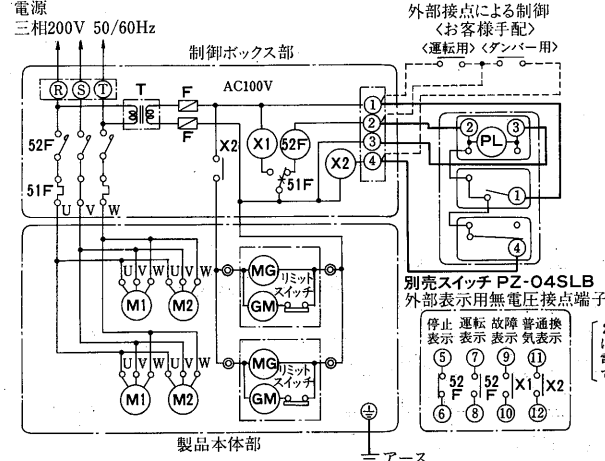 電源
三相200V 50/60Hz
外部接点による制御
〈お客様手配〉
〈運転用〉〈ダンパー用〉
制御ボックス部
R S T
T
F
AC100V
F
52F
51F
U V W
X2
X1
52F
51F
X2
①
②
③
④
② ③
PL
①
④
別売スイッチ PZ-04SLB
外部表示用無電圧接点端子
停止表示 運転表示 故障表示 普通換気表示
⑤ ⑦ ⑨ ⑪
52F 52F X1 X2
⑥ ⑧ ⑩ ⑫
U V W U V W
M1 M2
MG
GM
リミットスイッチ
U V W U V W
M1 M2
MG
GM
リミットスイッチ
製品本体部
アース